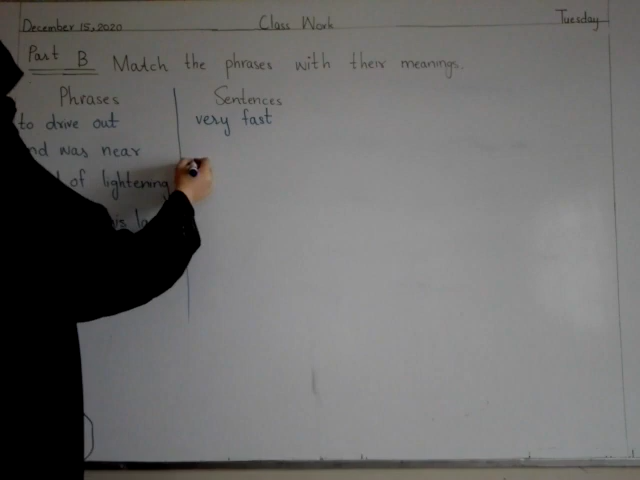 December 15, 2020 Class Work Tuesday
Part B Match the phrases with their meanings.
Phrases Sentences
to drive out very fast
was near
of lightening